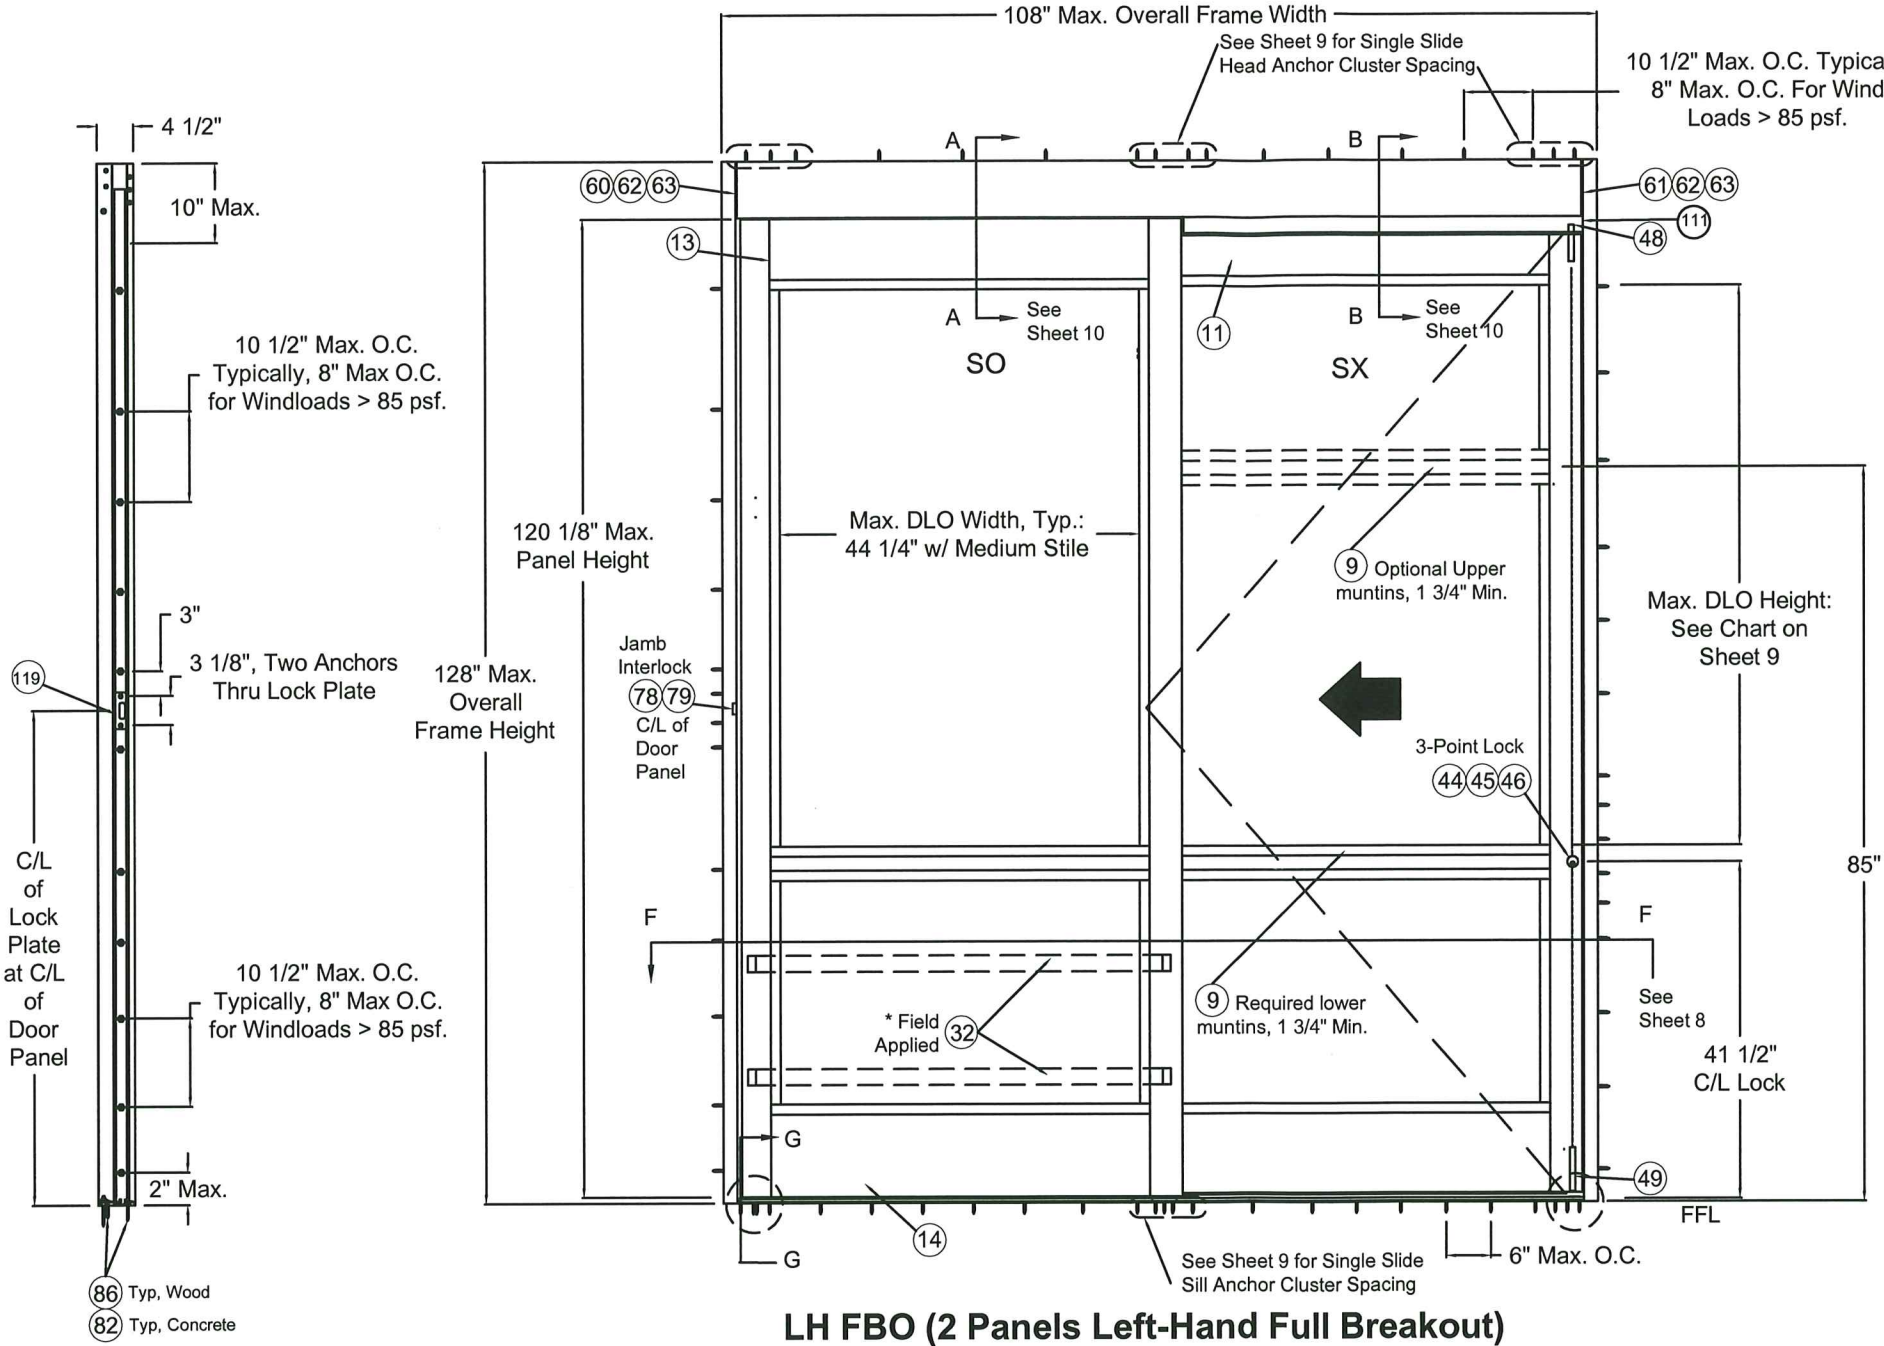 108" Max. Overall Frame Width
See Sheet 9 for Single Slide
Head Anchor Cluster Spacing
10 1/2" Max. O.C. Typica
8" Max. O.C. For Wind
Loads > 85 psf.
4 1/2"
10" Max.
A
B
60 62 63
61 62 63
111
48
13
11
A
See
Sheet 10
B
See
Sheet 10
SO
SX
10 1/2" Max. O.C.
Typically, 8" Max O.C.
for Windloads > 85 psf.
120 1/8" Max.
Panel Height
Max. DLO Width, Typ.:
44 1/4" w/ Medium Stile
9 Optional Upper
muntins, 1 3/4" Min.
Max. DLO Height:
See Chart on
Sheet 9
3"
3 1/8", Two Anchors
Thru Lock Plate
119
128" Max.
Overall
Frame Height
Jamb
Interlock
78 79
C/L of
Door
Panel
3-Point Lock
44 45 46
85"
C/L
of
Lock
Plate
at C/L
of
Door
Panel
F
F
See
Sheet 8
10 1/2" Max. O.C.
Typically, 8" Max O.C.
for Windloads > 85 psf.
* Field
Applied
32
9 Required lower
muntins, 1 3/4" Min.
41 1/2"
C/L Lock
2" Max.
G
49
FFL
14
G
See Sheet 9 for Single Slide
Sill Anchor Cluster Spacing
6" Max. O.C.
86 Typ, Wood
82 Typ, Concrete
LH FBO (2 Panels Left-Hand Full Breakout)